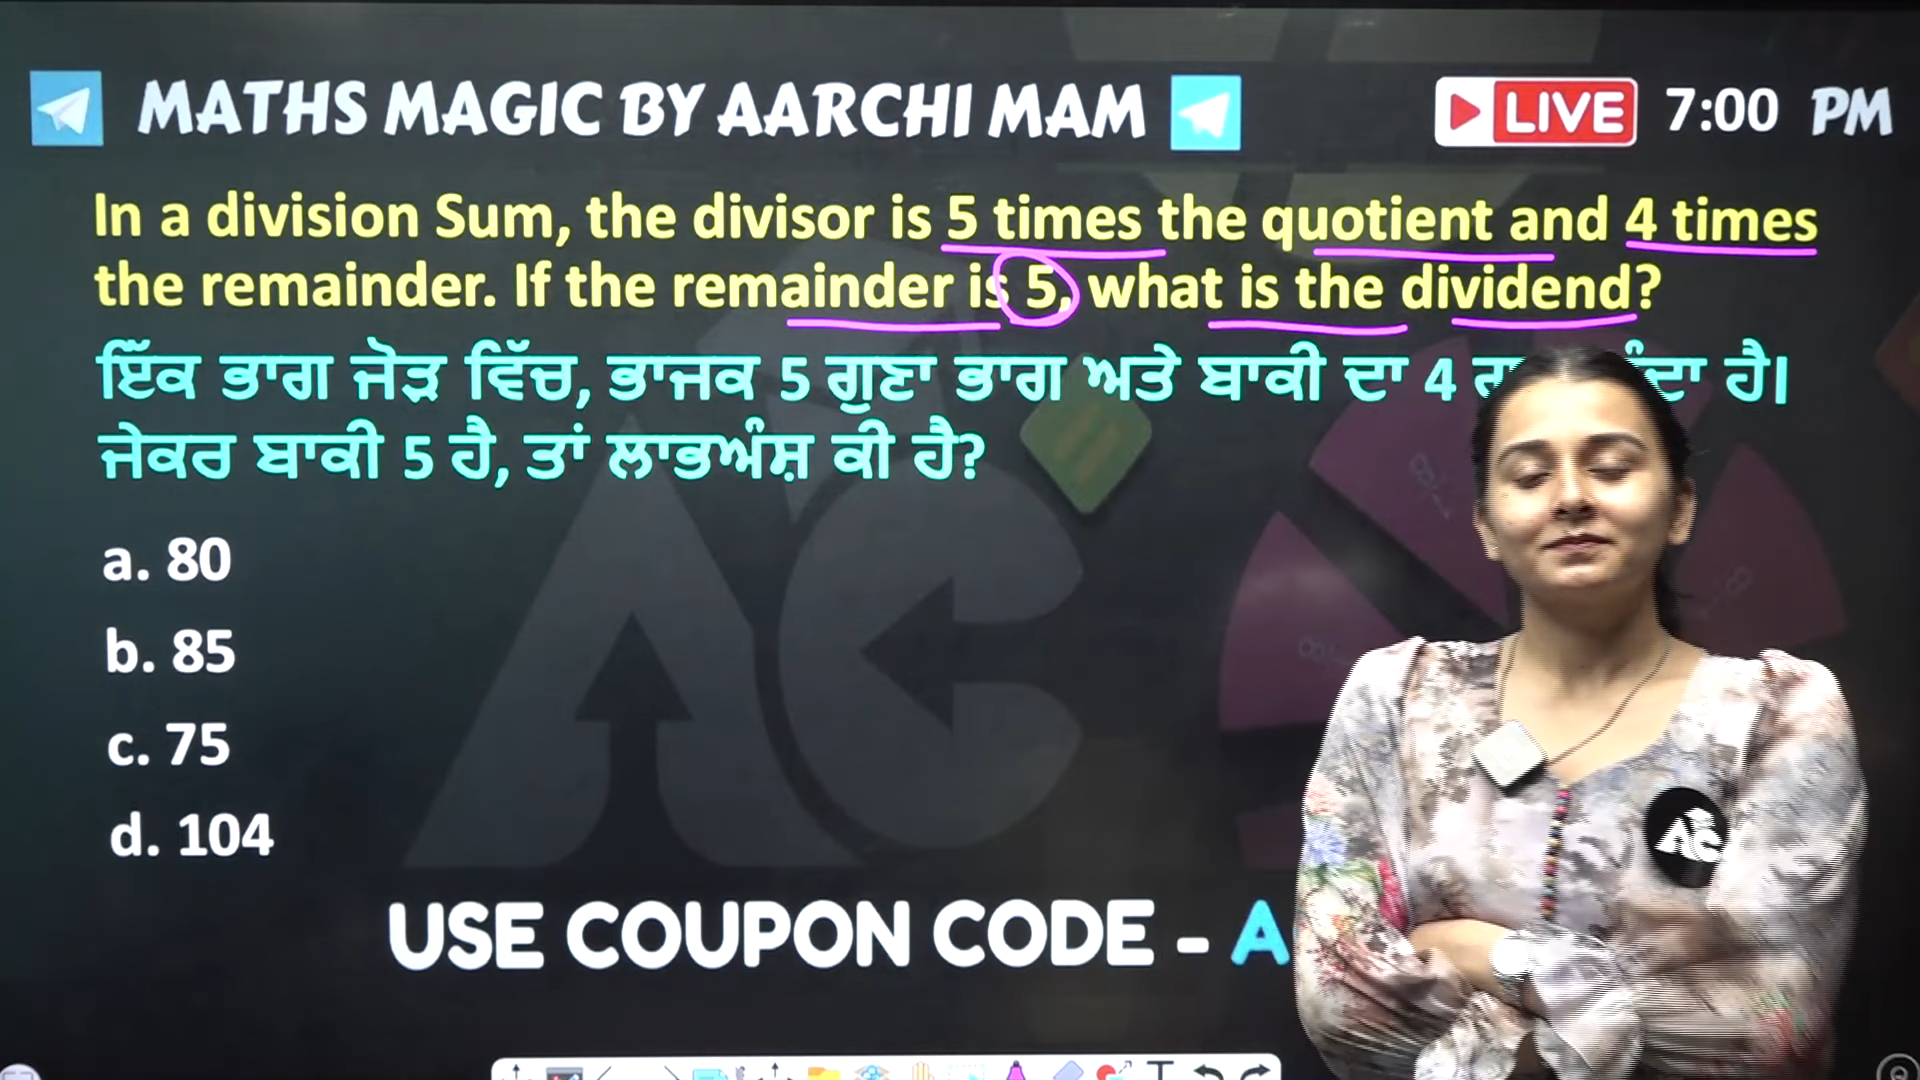 MATHS MAGIC BY AARCHI MAM
LIVE 7:00 PM
In a division Sum, the divisor is 5 times the quotient and 4 times
the remainder. If the remainder is 5, what is the dividend?
ਇੱਕ ਭਾਗ ਜੋੜ ਵਿੱਚ, ਭਾਜਕ 5 ਗੁਣਾ ਭਾਗ ਅਤੇ ਬਾਕੀ ਦਾ 4 ਹੈ।
ਜੇਕਰ ਬਾਕੀ 5 ਹੈ, ਤਾਂ ਲਾਭਅੰਸ਼ ਕੀ ਹੈ?
a. 80
b. 85
c. 75
d. 104
USE COUPON CODE - A
AC